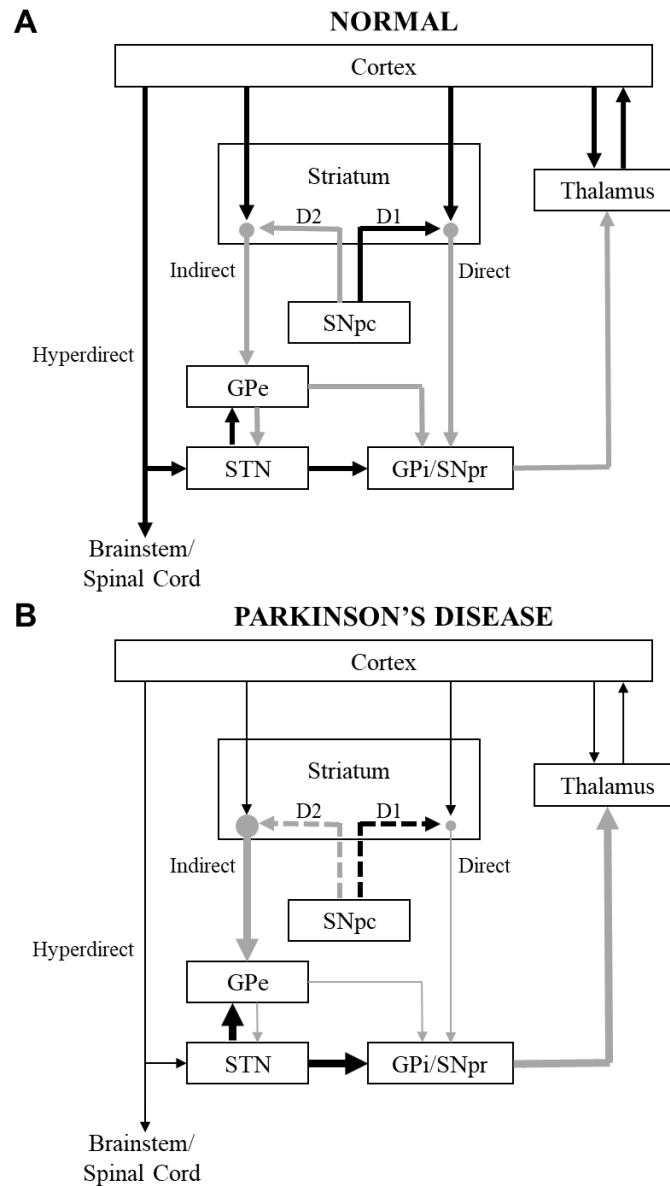 A
NORMAL
Cortex
Striatum
Thalamus
D2
D1
Indirect
Direct
SNpc
Hyperdirect
GPe
STN
GPi/SNpr
Brainstem/
Spinal Cord
B
PARKINSON'S DISEASE
Cortex
Striatum
Thalamus
D2
D1
Indirect
Direct
SNpc
Hyperdirect
GPe
STN
GPi/SNpr
Brainstem/
Spinal Cord